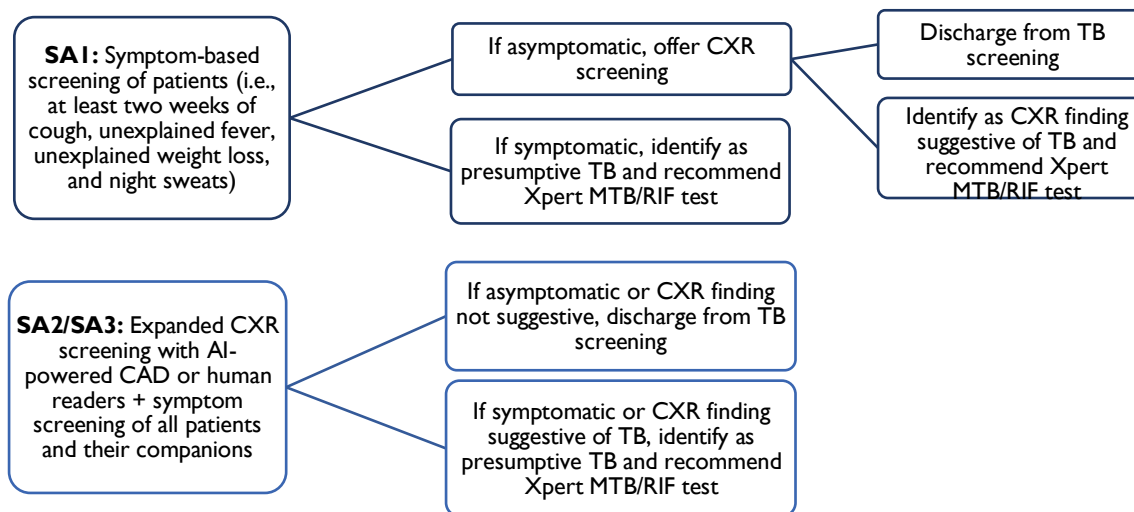 SA1: Symptom-based
screening of patients (i.e.,
at least two weeks of
cough, unexplained fever,
unexplained weight loss,
and night sweats)
If asymptomatic, offer CXR
screening
If symptomatic, identify as
presumptive TB and recommend
Xpert MTB/RIF test
Discharge from TB
screening
Identify as CXR finding
suggestive of TB and
recommend Xpert
MTB/RIF test
SA2/SA3: Expanded CXR
screening with AI-
powered CAD or human
readers + symptom
screening of all patients
and their companions
If asymptomatic or CXR finding
not suggestive, discharge from TB
screening
If symptomatic or CXR finding
suggestive of TB, identify as
presumptive TB and recommend
Xpert MTB/RIF test